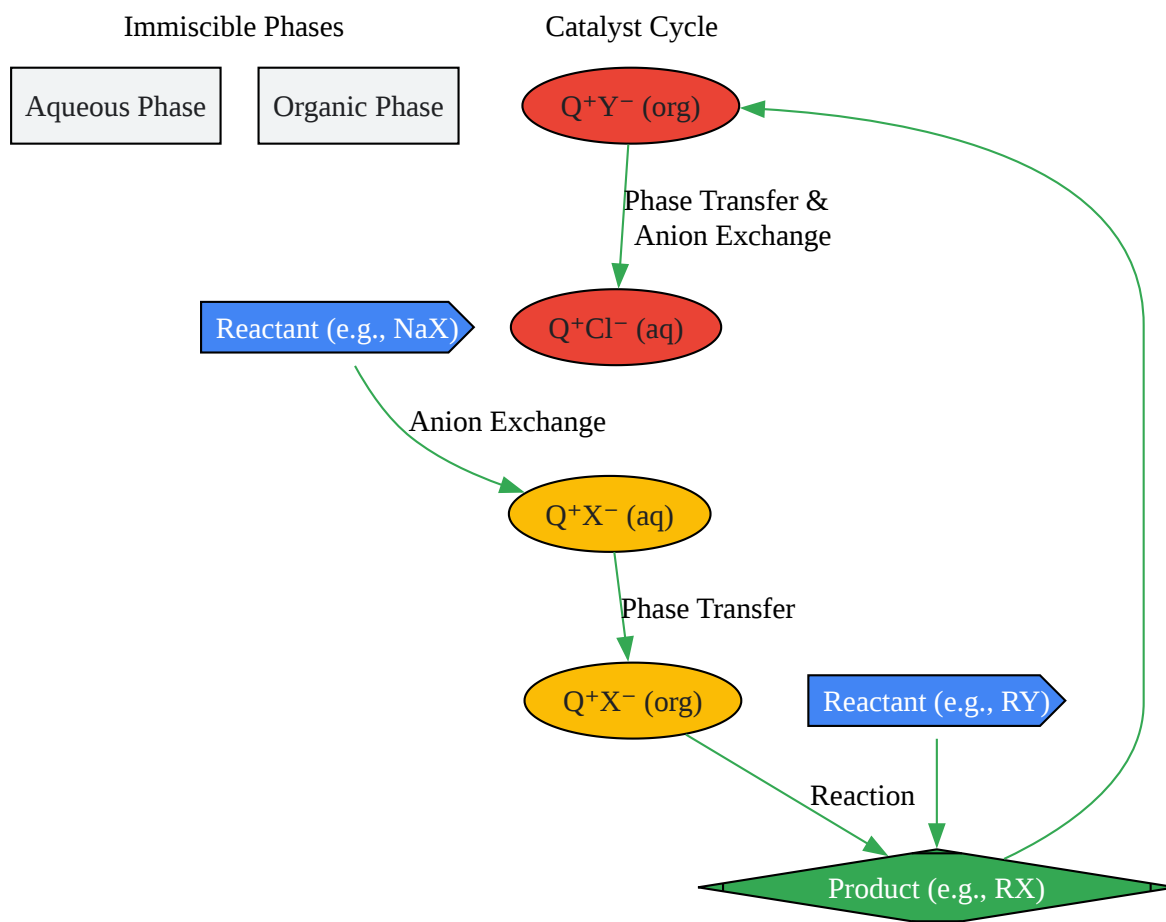 Immiscible Phases
Catalyst Cycle
Aqueous Phase
Organic Phase
Q⁺Y⁻ (org)
Phase Transfer &
Anion Exchange
Reactant (e.g., NaX)
Q⁺Cl⁻ (aq)
Anion Exchange
Q⁺X⁻ (aq)
Phase Transfer
Q⁺X⁻ (org)
Reactant (e.g., RY)
Reaction
Product (e.g., RX)